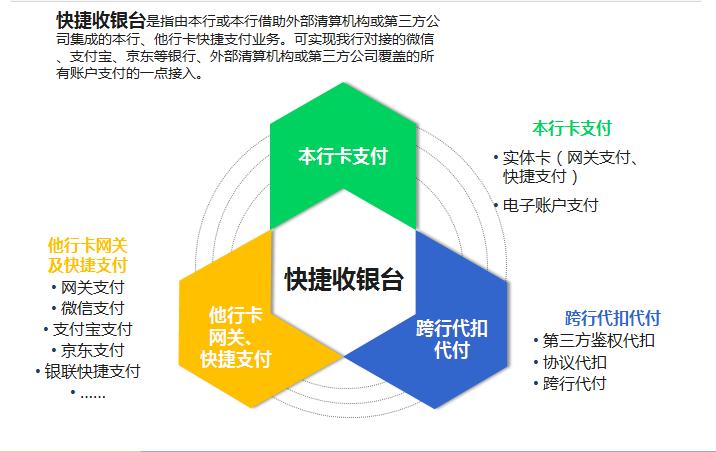 快捷收银台是指由本行或本行借助外部清算机构或第三方公
司集成的本行、他行卡快捷支付业务。可实现我行对接的微信
、支付宝、京东等银行、外部清算机构或第三方公司覆盖的所
有账户支付的一点接入。
本行卡支付
本行卡支付
• 实体卡（网关支付、
快捷支付）
• 电子账户支付
快捷收银台
他行卡网关
及快捷支付
• 网关支付
• 微信支付
• 支付宝支付
• 京东支付
• 银联快捷支付
• ......
他行卡
网关、
快捷支付
跨行代扣
代付
跨行代扣代付
• 第三方鉴权代扣
• 协议代扣
• 跨行代付